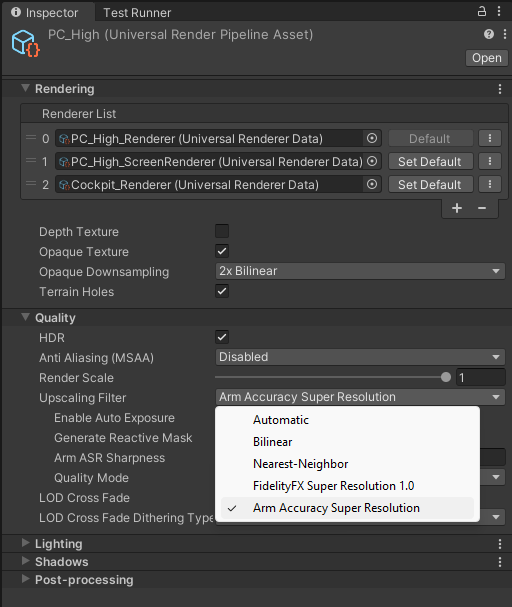 Inspector Test Runner
PC_High (Universal Render Pipeline Asset)
Open
Rendering
Renderer List
0 PC_High_Renderer (Universal Renderer Data) Default
1 PC_High_ScreenRenderer (Universal Renderer Data) Set Default
2 Cockpit_Renderer (Universal Renderer Data) Set Default
+ −
Depth Texture
Opaque Texture
Opaque Downsampling 2x Bilinear
Terrain Holes
Quality
HDR
Anti Aliasing (MSAA) Disabled
Render Scale 1
Upscaling Filter Arm Accuracy Super Resolution
Enable Auto Exposure Automatic
Generate Reactive Mask Bilinear
Arm ASR Sharpness Nearest-Neighbor
Quality Mode FidelityFX Super Resolution 1.0
LOD Cross Fade Arm Accuracy Super Resolution
LOD Cross Fade Dithering Type
Lighting
Shadows
Post-processing